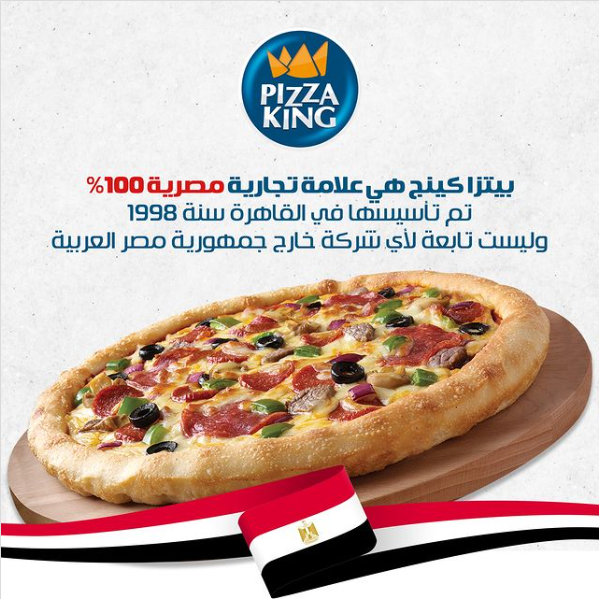 PIZZA
KING
بيتزا كينج هي علامة تجارية مصرية 100%
تم تأسيسها في القاهرة سنة 1998
وليست تابعة لأي شركة خارج جمهورية مصر العربية